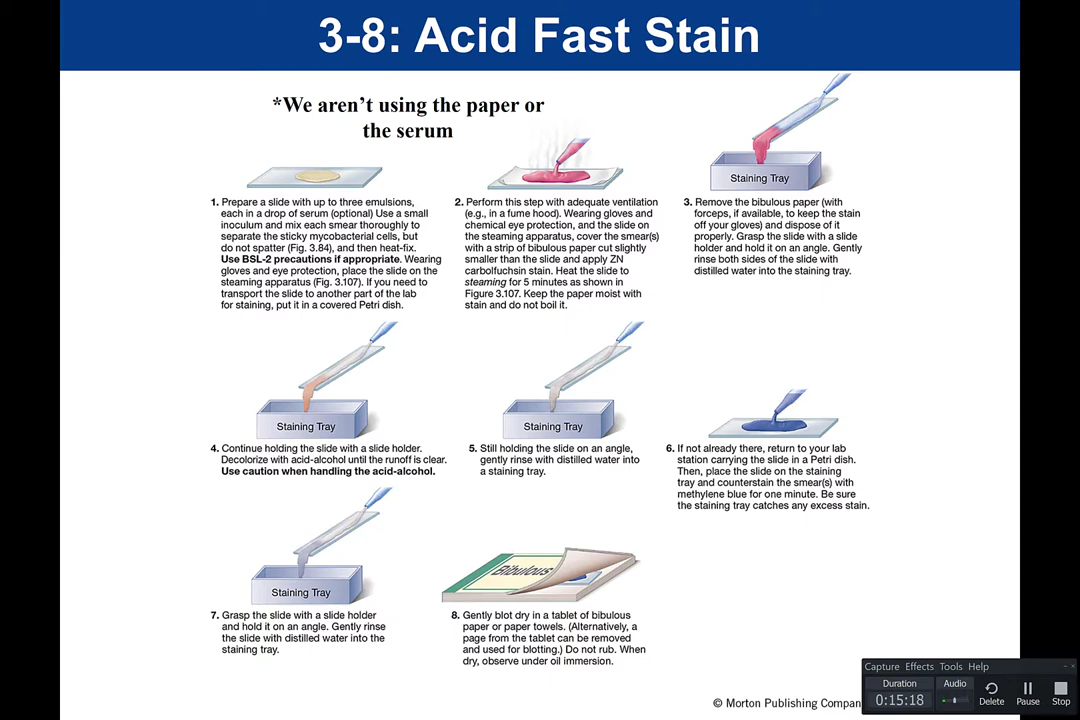 3-8: Acid Fast Stain
*We aren't using the paper or
the serum
Staining Tray
1. Prepare a slide with up to three emulsions,
each in a drop of serum (optional) Use a small
inoculum and mix each smear thoroughly to
separate the sticky mycobacterial cells, but
do not spatter (Fig. 3.84), and then heat-fix.
Use BSL-2 precautions if appropriate. Wearing
gloves and eye protection, place the slide on the
steaming apparatus (Fig. 3.107). If you need to
transport the slide to another part of the lab
for staining, put it in a covered Petri dish.
2. Perform this step with adequate ventilation
(e.g., in a fume hood). Wearing gloves and
chemical eye protection, and the slide on
the steaming apparatus, cover the smear(s)
with a strip of bibulous paper cut slightly
smaller than the slide and apply ZN
carbolfuchsin stain. Heat the slide to
steaming for 5 minutes as shown in
Figure 3.107. Keep the paper moist with
stain and do not boil it.
3. Remove the bibulous paper (with
forceps, if available, to keep the stain
off your gloves) and dispose of it
properly. Grasp the slide with a slide
holder and hold it on an angle. Gently
rinse both sides of the slide with
distilled water into the staining tray.
Staining Tray
Staining Tray
4. Continue holding the slide with a slide holder.
Decolorize with acid-alcohol until the runoff is clear.
Use caution when handling the acid-alcohol.
5. Still holding the slide on an angle,
gently rinse with distilled water into
a staining tray.
6. If not already there, return to your lab
station carrying the slide in a Petri dish.
Then, place the slide on the staining
tray and counterstain the smear(s) with
methylene blue for one minute. Be sure
the staining tray catches any excess stain.
Staining Tray
Bibulous
7. Grasp the slide with a slide holder
and hold it on an angle. Gently rinse
the slide with distilled water into the
staining tray.
8. Gently blot dry in a tablet of bibulous
paper or paper towels. (Alternatively, a
page from the tablet can be removed
and used for blotting.) Do not rub. When
dry, observe under oil immersion.
Capture Effects Tools Help
Duration
0:15:18
Audio
Delete
Pause
Stop
© Morton Publishing Compan